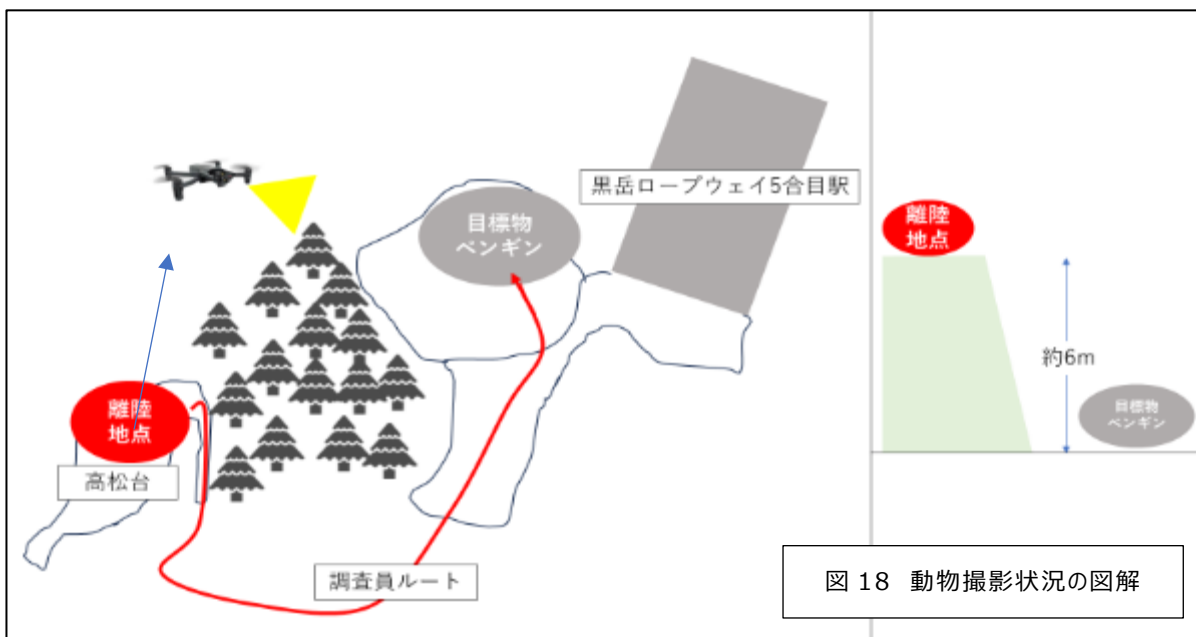 黒岳ロープウェイ5合目駅
目標物
ペンギン
離陸
地点
高松台
調査員ルート
離陸
地点
約6m
目標物
ペンギン
図 18 動物撮影状況の図解